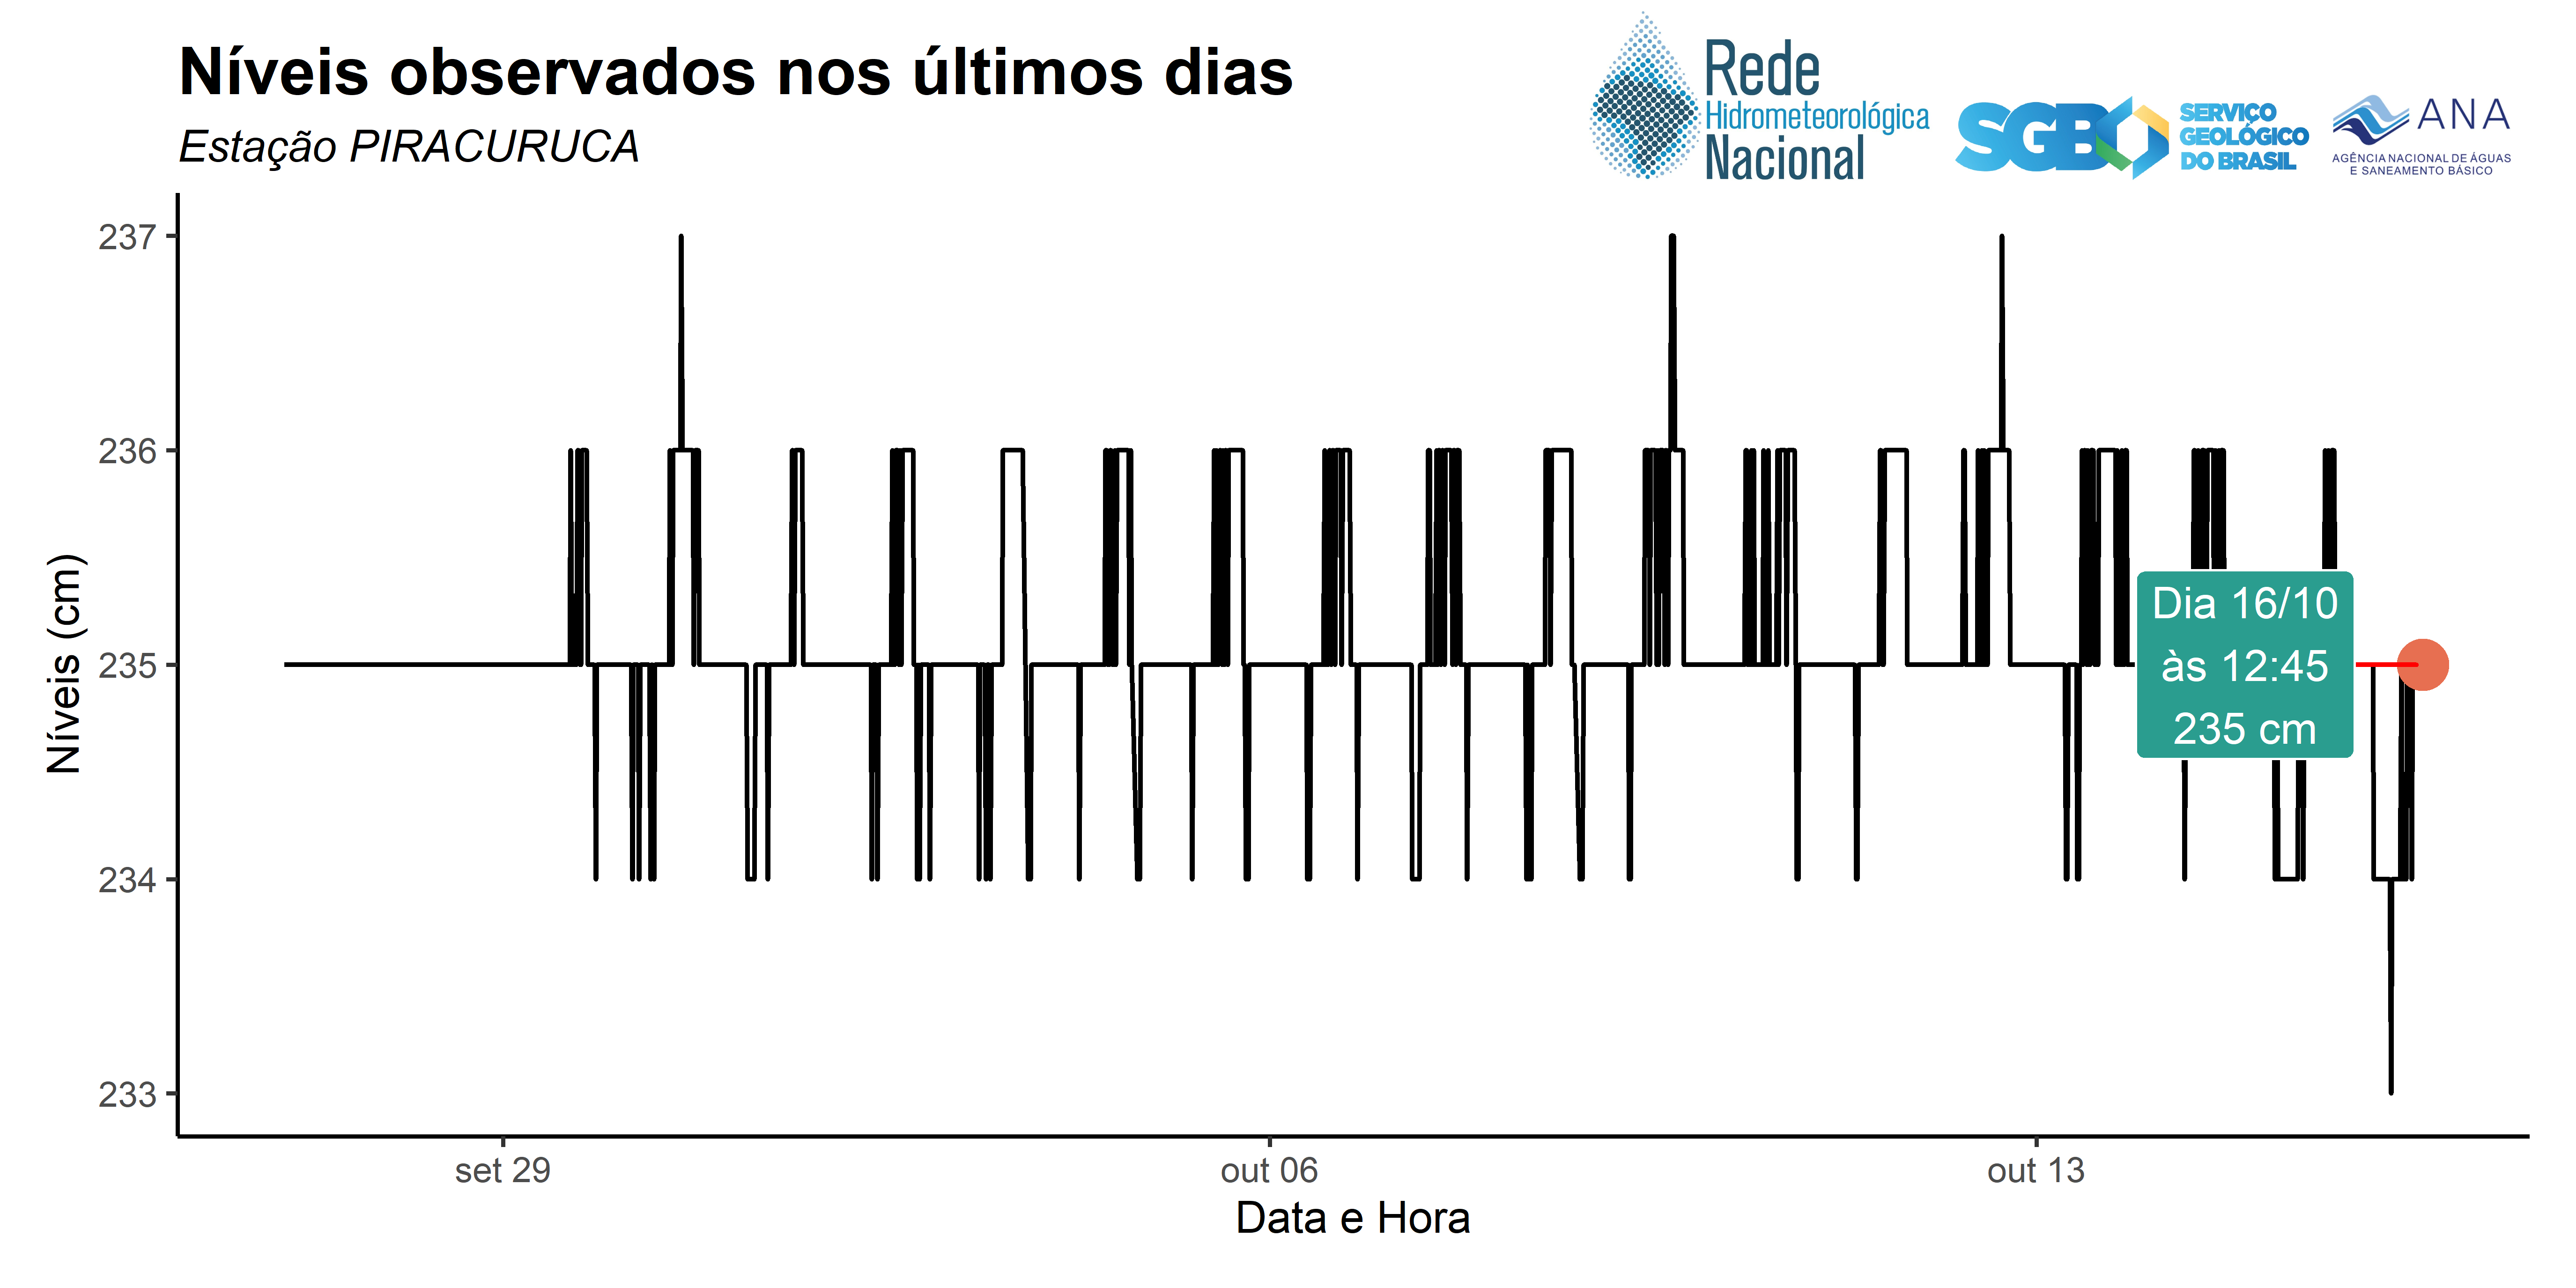 Níveis observados nos últimos dias
Estação PIRACURUCA
Rede
Hidrometeorológica
Nacional
SGB
SERVIÇO
GEOLÓGICO
DO BRASIL
ANA
AGÊNCIA NACIONAL DE ÁGUAS
E SANEAMENTO BÁSICO
Níveis (cm)
237
236
235
234
233
Dia 16/10
às 12:45
235 cm
set 29
out 06
out 13
Data e Hora